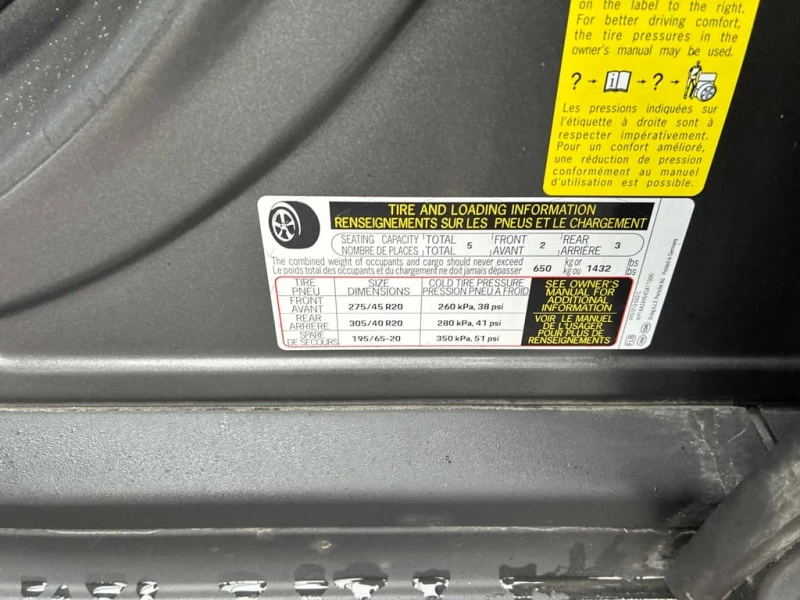 on the label to the right.
For better driving comfort,
the tire pressures in the
owner's manual may be used.
? i ?
Les pressions indiquées sur
l'étiquette à droite sont à
respecter impérativement.
Pour un confort amélioré,
une réduction de pression
conformément au manuel
d'utilisation est possible.
TIRE AND LOADING INFORMATION
RENSEIGNEMENTS SUR LES PNEUS ET LE CHARGEMENT
SEATING CAPACITY TOTAL 5 FRONT 2 REAR 3
NOMBRE DE PLACES TOTAL AVANT ARRIÈRE
The combined weight of occupants and cargo should never exceed 650 kg or 1432 lbs
Le poids total des occupants et du chargement ne doit jamais dépasser kg ou lbs
TIRE SIZE COLD TIRE PRESSURE
PNEU DIMENSIONS PRESSION PNEU À FROID
FRONT
AVANT 275/45 R20 260 kPa, 38 psi
REAR
ARRIÈRE 305/40 R20 280 kPa, 41 psi
SPARE
DE SECOURS 195/65-20 350 kPa, 51 psi
SEE OWNER'S
MANUAL FOR
ADDITIONAL
INFORMATION
VOIR LE MANUEL
DE L'USAGER
POUR PLUS DE
RENSEIGNEMENTS
Printed in Germany